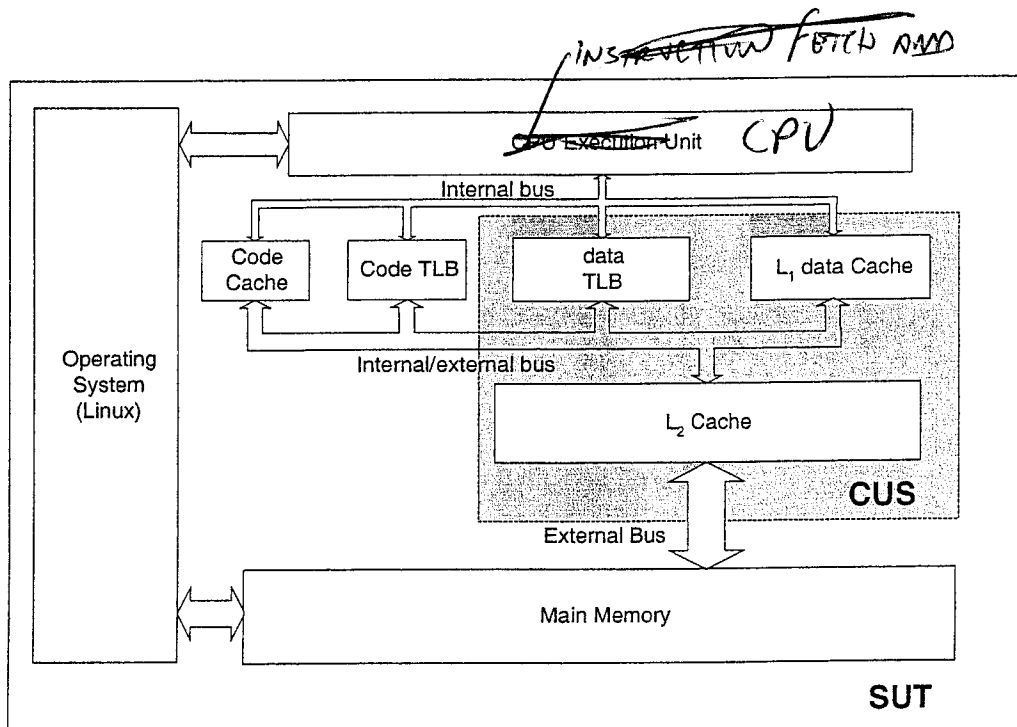 INSTRUCTION FETCH AND
CPU Execution Unit CPU
Internal bus
Code
Cache
Code TLB
data
TLB
L₁ data Cache
Operating
System
(Linux)
Internal/external bus
L₂ Cache
CUS
External Bus
Main Memory
SUT